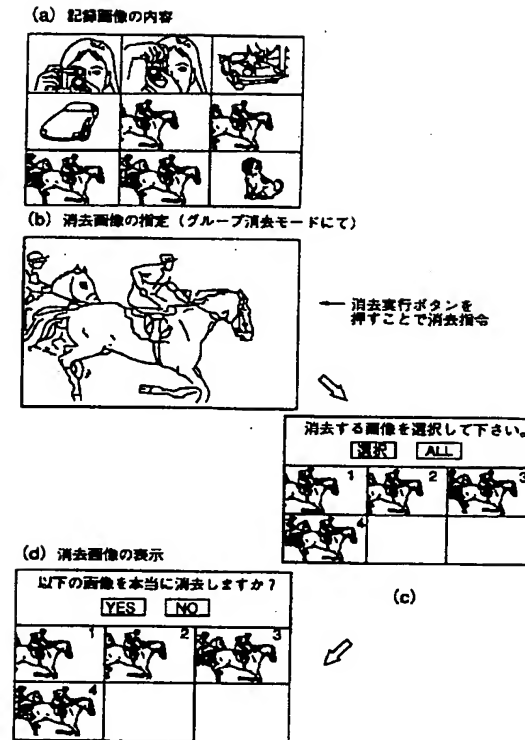 (a) 記録画像の内容
(b) 消去画像の指定 (グループ消去モードにて)
← 消去実行ボタンを
押すことで消去指令
消去する画像を選択して下さい。
選択 ALL
1 2 3
4
(c)
(d) 消去画像の表示
以下の画像を本当に消去しますか?
YES NO
1 2 3
4